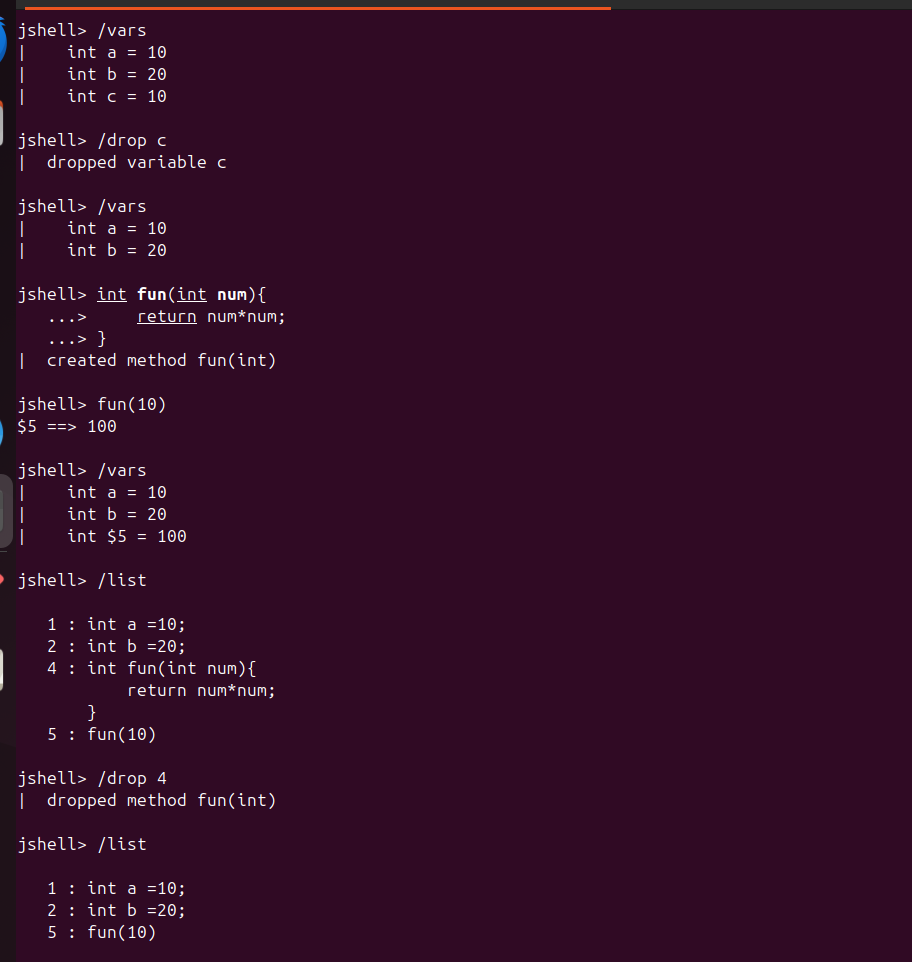 jshell> /vars
|    int a = 10
|    int b = 20
|    int c = 10
jshell> /drop c
|  dropped variable c
jshell> /vars
|    int a = 10
|    int b = 20
jshell> int fun(int num){
   ...>     return num*num;
   ...> }
|  created method fun(int)
jshell> fun(10)
$5 ==> 100
jshell> /vars
|    int a = 10
|    int b = 20
|    int $5 = 100
jshell> /list
   1 : int a =10;
   2 : int b =20;
   4 : int fun(int num){
           return num*num;
       }
   5 : fun(10)
jshell> /drop 4
|  dropped method fun(int)
jshell> /list
   1 : int a =10;
   2 : int b =20;
   5 : fun(10)